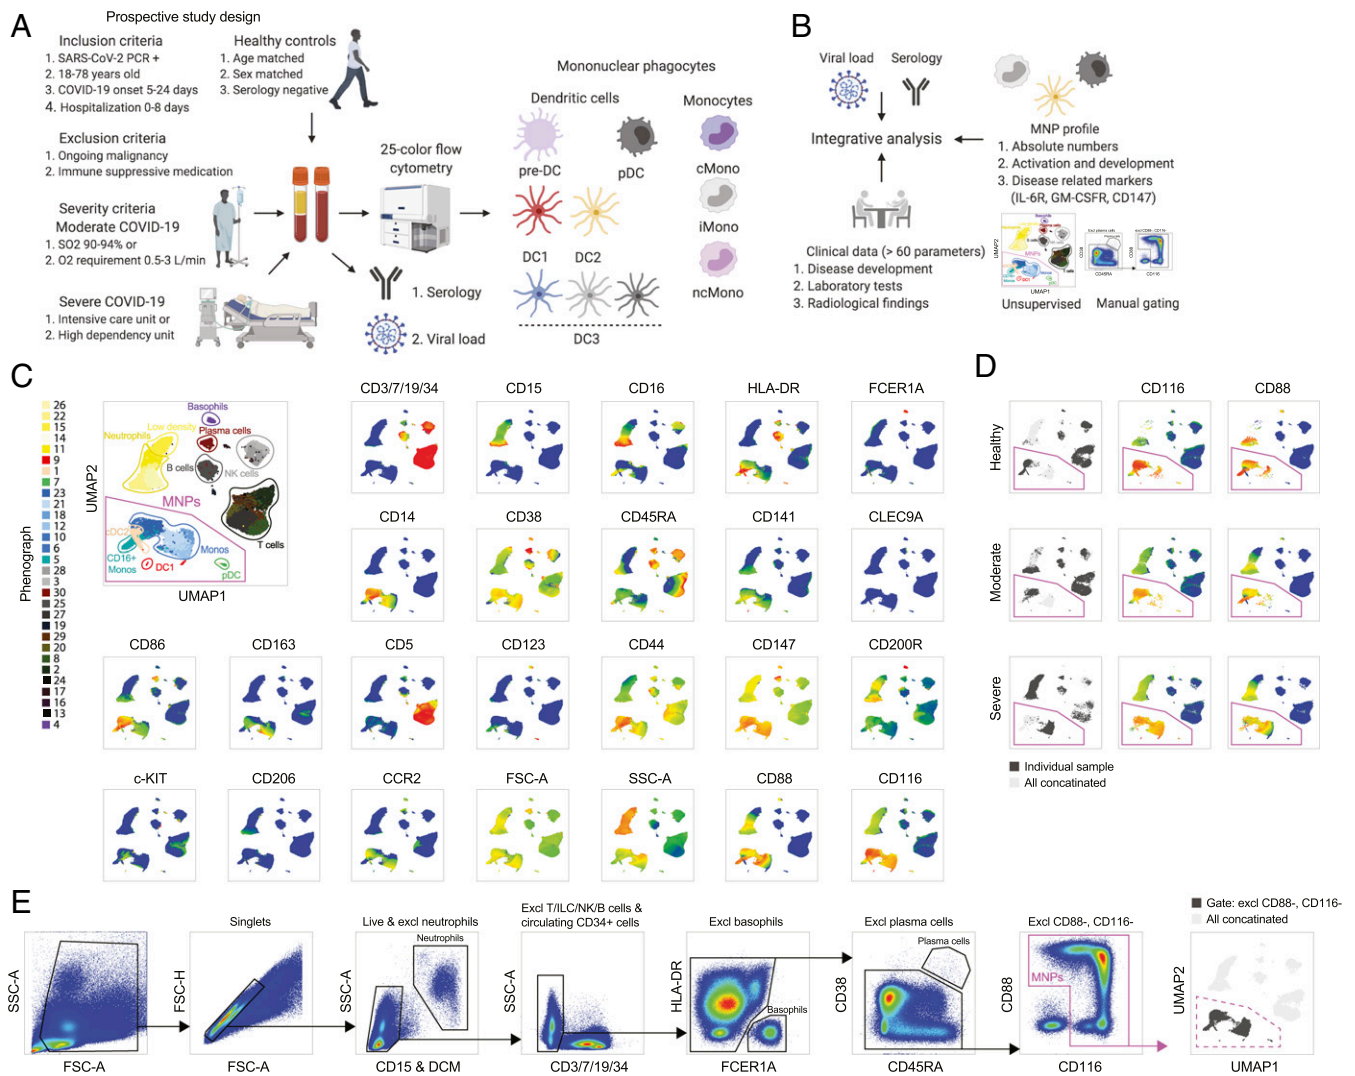 A
Prospective study design
Inclusion criteria
1. SARS-CoV-2 PCR +
2. 18-78 years old
3. COVID-19 onset 5-24 days
4. Hospitalization 0-8 days
Healthy controls
1. Age matched
2. Sex matched
3. Serology negative
Exclusion criteria
1. Ongoing malignancy
2. Immune suppressive medication
Severity criteria
Moderate COVID-19
1. SO2 90-94% or
2. O2 requirement 0.5-3 L/min
Severe COVID-19
1. Intensive care unit or
2. High dependency unit
25-color flow
cytometry
1. Serology
2. Viral load
Mononuclear phagocytes
Dendritic cells
Monocytes
pre-DC
pDC
cMono
DC1
DC2
iMono
ncMono
DC3
B
Viral load
Serology
Integrative analysis
MNP profile
1. Absolute numbers
2. Activation and development
3. Disease related markers
(IL-6R, GM-CSFR, CD147)
Clinical data (> 60 parameters)
1. Disease development
2. Laboratory tests
3. Radiological findings
UMAP2
UMAP1
MNPs
Excl plasma cells
excl CD88-, CD116-
CD38
CD45RA
CD88
CD116
Unsupervised
Manual gating
C
Phenograph
26
22
15
14
11
9
1
7
23
21
18
12
10
6
5
28
3
30
25
27
19
29
20
8
2
24
17
16
13
4
UMAP2
UMAP1
Basophils
Low density
Neutrophils
Plasma cells
B cells
NK cells
MNPs
cDC2
CD16+
Monos
DC1
Monos
pDC
T cells
CD3/7/19/34
CD15
CD16
HLA-DR
FCER1A
CD14
CD38
CD45RA
CD141
CLEC9A
CD86
CD163
CD5
CD123
CD44
CD147
CD200R
c-KIT
CD206
CCR2
FSC-A
SSC-A
CD88
CD116
D
CD116
CD88
Healthy
Moderate
Severe
Individual sample
All concatinated
E
SSC-A
FSC-A
Singlets
FSC-H
FSC-A
Live & excl neutrophils
Neutrophils
SSC-A
CD15 & DCM
Excl T/ILC/NK/B cells &
circulating CD34+ cells
SSC-A
CD3/7/19/34
Excl basophils
HLA-DR
Basophils
FCER1A
Excl plasma cells
Plasma cells
CD38
CD45RA
Excl CD88-, CD116-
MNPs
CD88
CD116
Gate: excl CD88-, CD116-
All concatinated
UMAP2
UMAP1